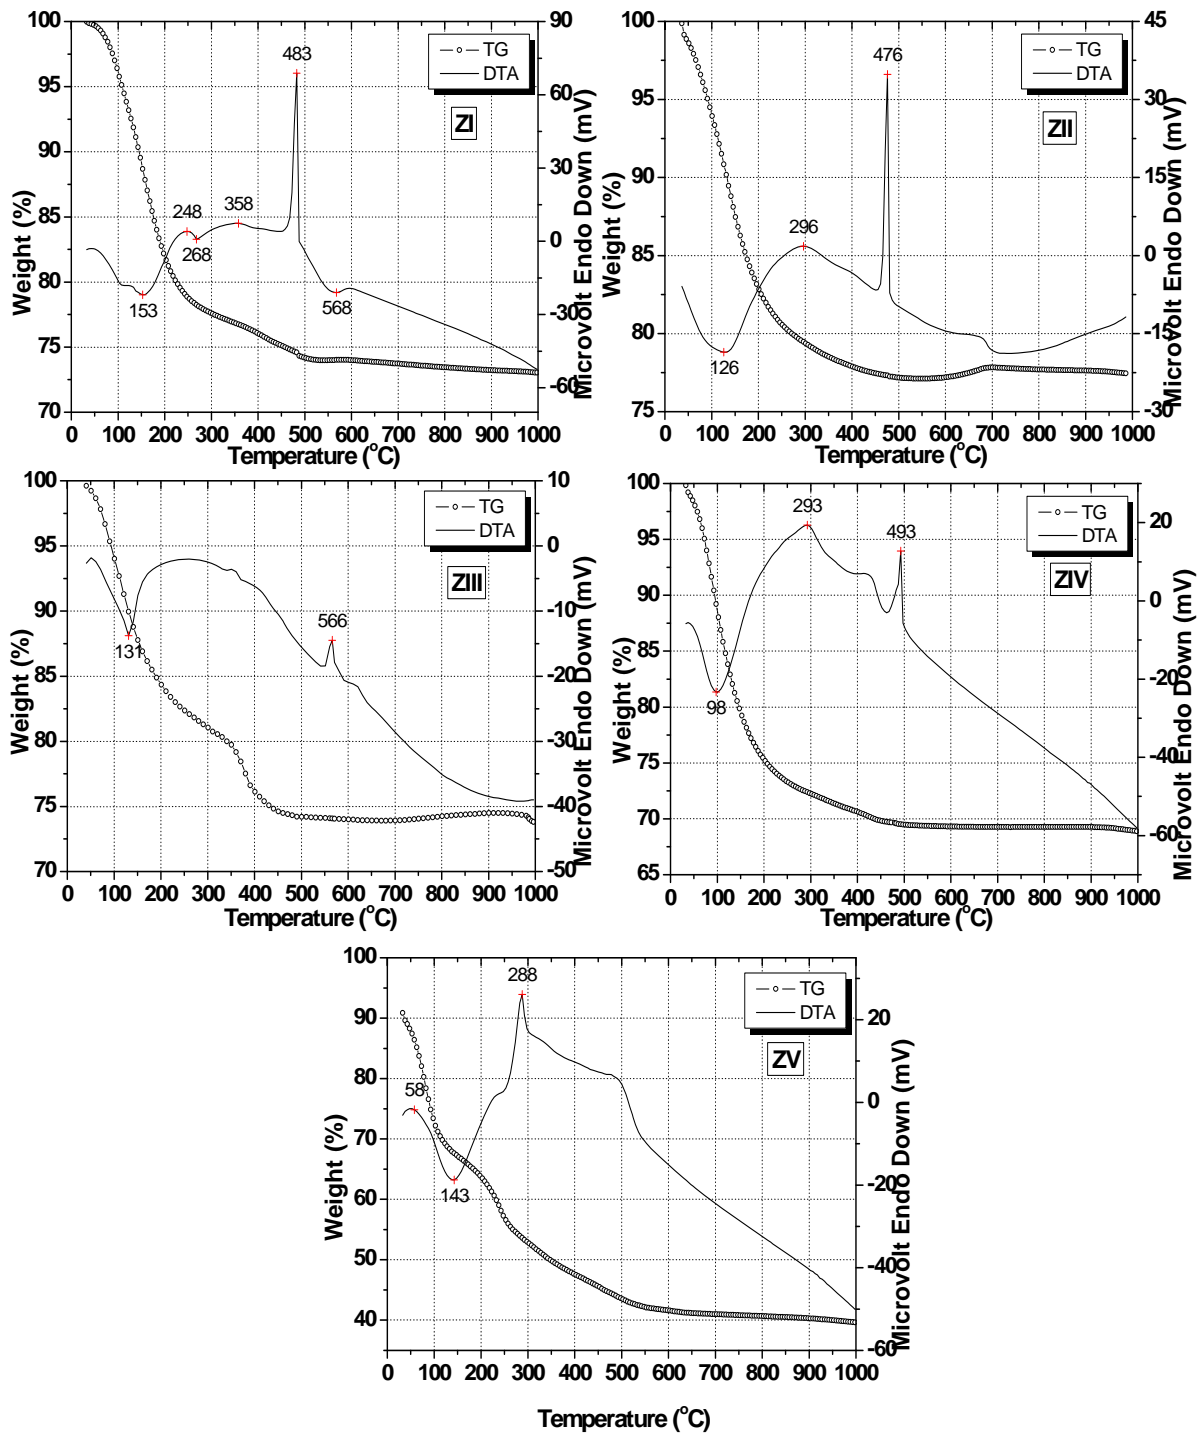 100
95
90
85
80
75
70
0 100 200 300 400 500 600 700 800 900 1000
90
60
30
0
-30
-60
Weight (%)
Temperature (°C)
Microvolt Endo Down (mV)
TG
DTA
ZI
153
248
268
358
483
568
100
95
90
85
80
75
0 100 200 300 400 500 600 700 800 900 1000
45
30
15
0
-15
-30
Weight (%)
Temperature (°C)
Microvolt Endo Down (mV)
TG
DTA
ZII
126
296
476
100
95
90
85
80
75
70
0 100 200 300 400 500 600 700 800 900 1000
10
0
-10
-20
-30
-40
-50
Weight (%)
Temperature (°C)
Microvolt Endo Down (mV)
TG
DTA
ZIII
131
566
100
95
90
85
80
75
70
65
0 100 200 300 400 500 600 700 800 900 1000
20
0
-20
-40
-60
Weight (%)
Temperature (°C)
Microvolt Endo Down (mV)
TG
DTA
ZIV
98
293
493
100
90
80
70
60
50
40
0 100 200 300 400 500 600 700 800 900 1000
20
0
-20
-40
-60
Weight (%)
Temperature (°C)
Microvolt Endo Down (mV)
TG
DTA
ZV
58
143
288